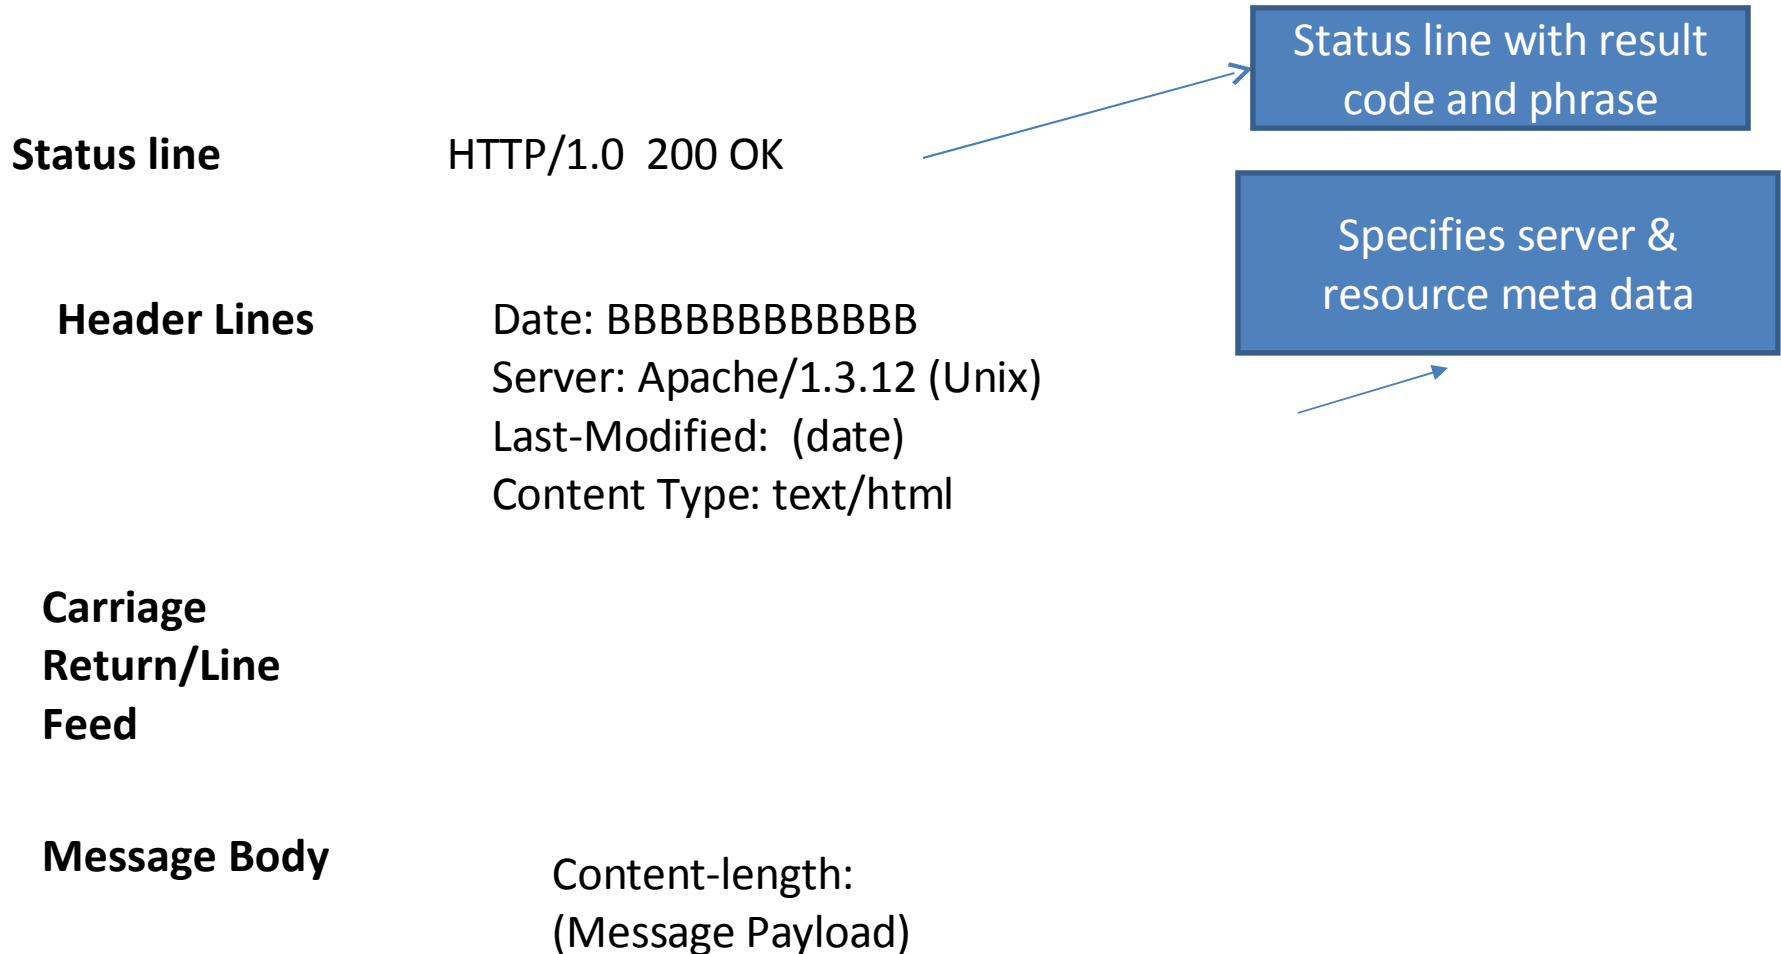 Status line with result
code and phrase
Status line
HTTP/1.0  200 OK
Specifies server &
resource meta data
Header Lines
Date: BBBBBBBBBBBB
Server: Apache/1.3.12 (Unix)
Last-Modified:  (date)
Content Type: text/html
Carriage
Return/Line
Feed
Message Body
Content-length:
(Message Payload)